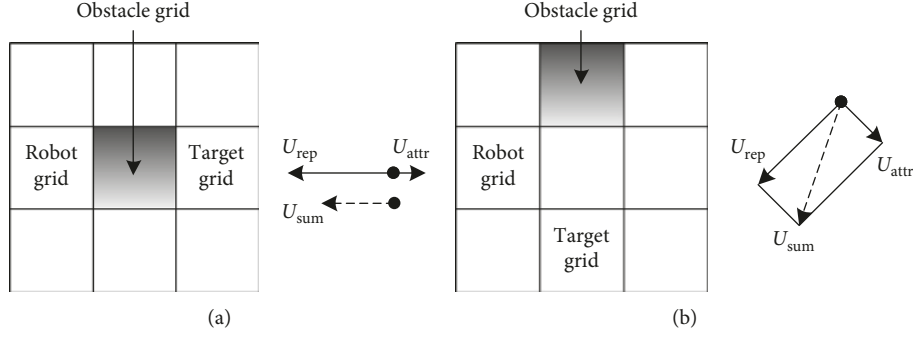 Obstacle grid
Robot
grid
Target
grid
U_rep
U_attr
U_sum
(a)
Obstacle grid
Robot
grid
Target
grid
U_rep
U_attr
U_sum
(b)